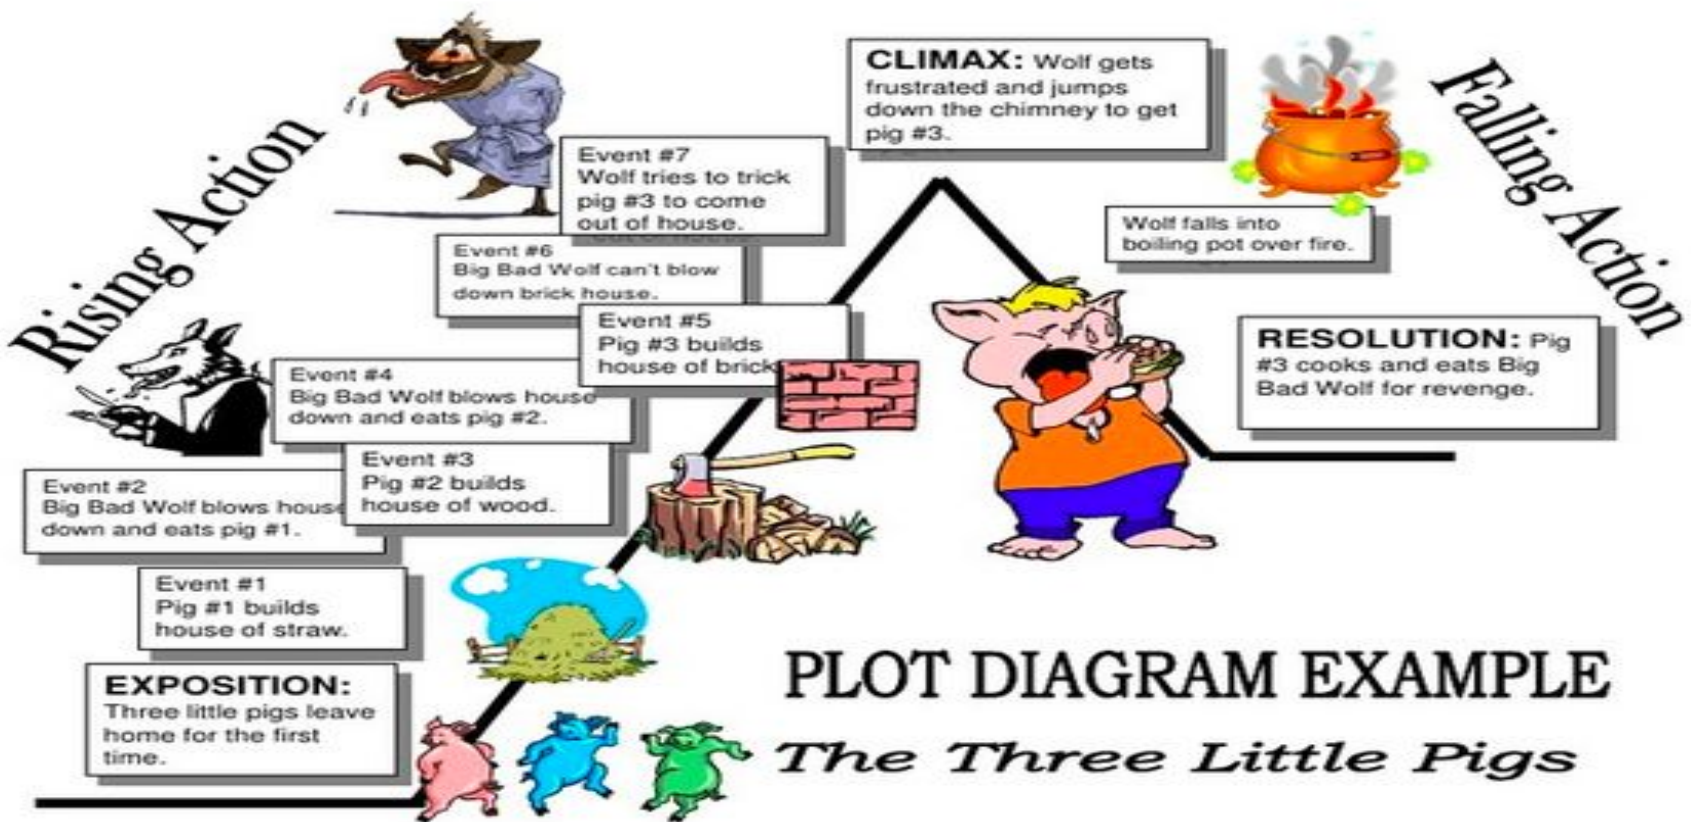 Rising Action
Event #7
Wolf tries to trick
pig #3 to come
out of house.
Event #6
Big Bad Wolf can't blow
down brick house.
Event #5
Pig #3 builds
house of brick
Event #4
Big Bad Wolf blows house
down and eats pig #2.
Event #3
Pig #2 builds
house of wood.
Event #2
Big Bad Wolf blows house
down and eats pig #1.
Event #1
Pig #1 builds
house of straw.
EXPOSITION:
Three little pigs leave
home for the first
time.
CLIMAX: Wolf gets
frustrated and jumps
down the chimney to get
pig #3.
Falling Action
Wolf falls into
boiling pot over fire.
RESOLUTION: Pig
#3 cooks and eats Big
Bad Wolf for revenge.
PLOT DIAGRAM EXAMPLE
The Three Little Pigs